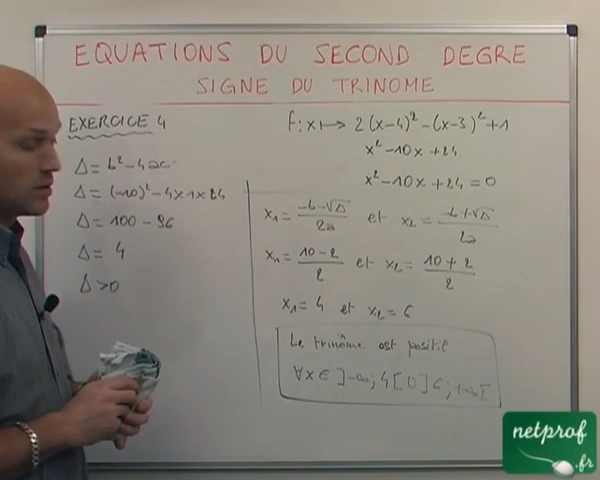 EQUATIONS DU SECOND DEGRE
SIGNE DU TRINOME
EXERCICE 4
Δ = b² - 4ac
Δ = (-10)² - 4x1x24
Δ = 100 - 96
Δ = 4
Δ > 0
f: x ↦ 2(x-4)² - (x-3)² + 1
x² - 10x + 24
x² - 10x + 24 = 0
x₁ = (-b-√Δ)/2a et x₂ = (-b+√Δ)/2a
x₁ = (10-2)/2 et x₂ = (10+2)/2
x₁ = 4 et x₂ = 6
Le trinôme est positif
∀x∈ ]-∞; 4[ U ]6; +∞[
netprof
.fr